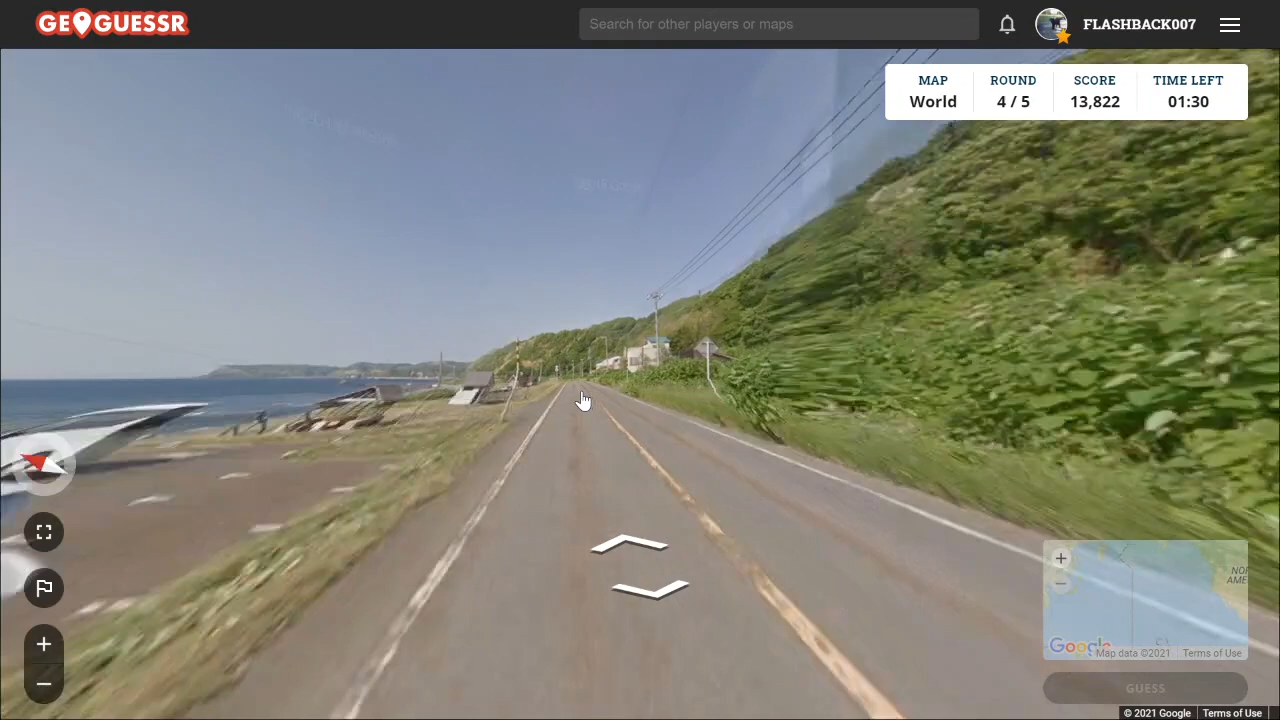 GEOGUESSR
Search for other players or maps
FLASHBACK007
MAP
World
ROUND
4 / 5
SCORE
13,822
TIME LEFT
01:30
+
−
+
−
Google
Map data ©2021
Terms of Use
GUESS
© 2021 Google
Terms of Use